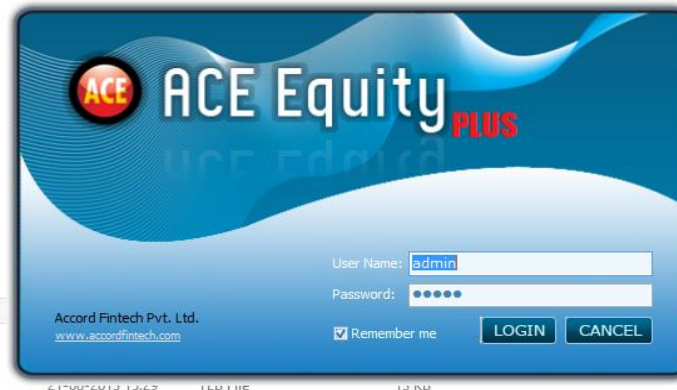 ACE
ACE Equity
PLUS
User Name: admin
Password: ●●●●●
Accord Fintech Pvt. Ltd.
www.accordfintech.com
Remember me
LOGIN
CANCEL